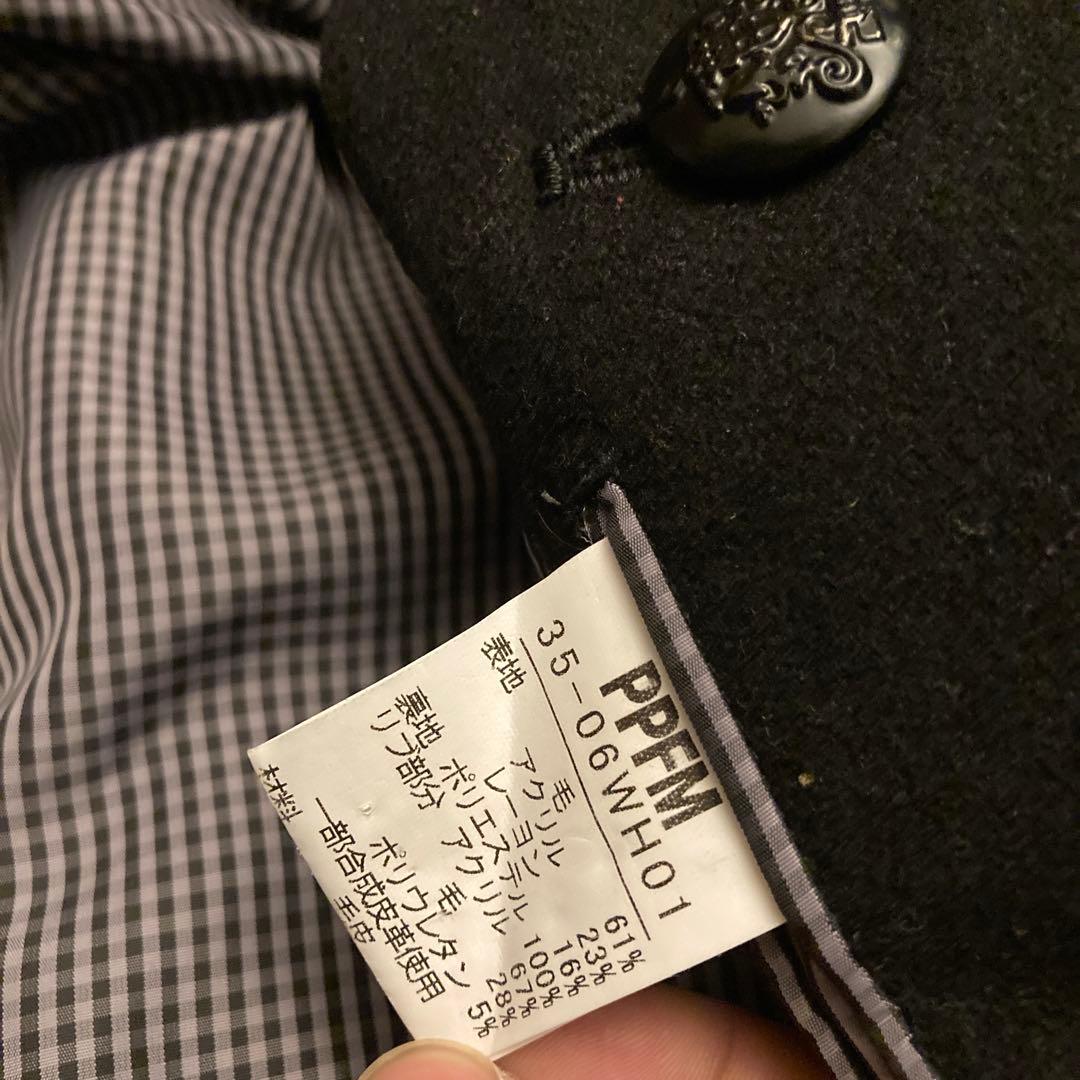 PPFM
35-06WH01
表地 毛 61%
アクリル 23%
レーヨン 16%
裏地 ポリエステル 100%
リブ部分 アクリル 67%
毛 28%
ポリウレタン 5%
一部合成皮革使用
材料 毛皮